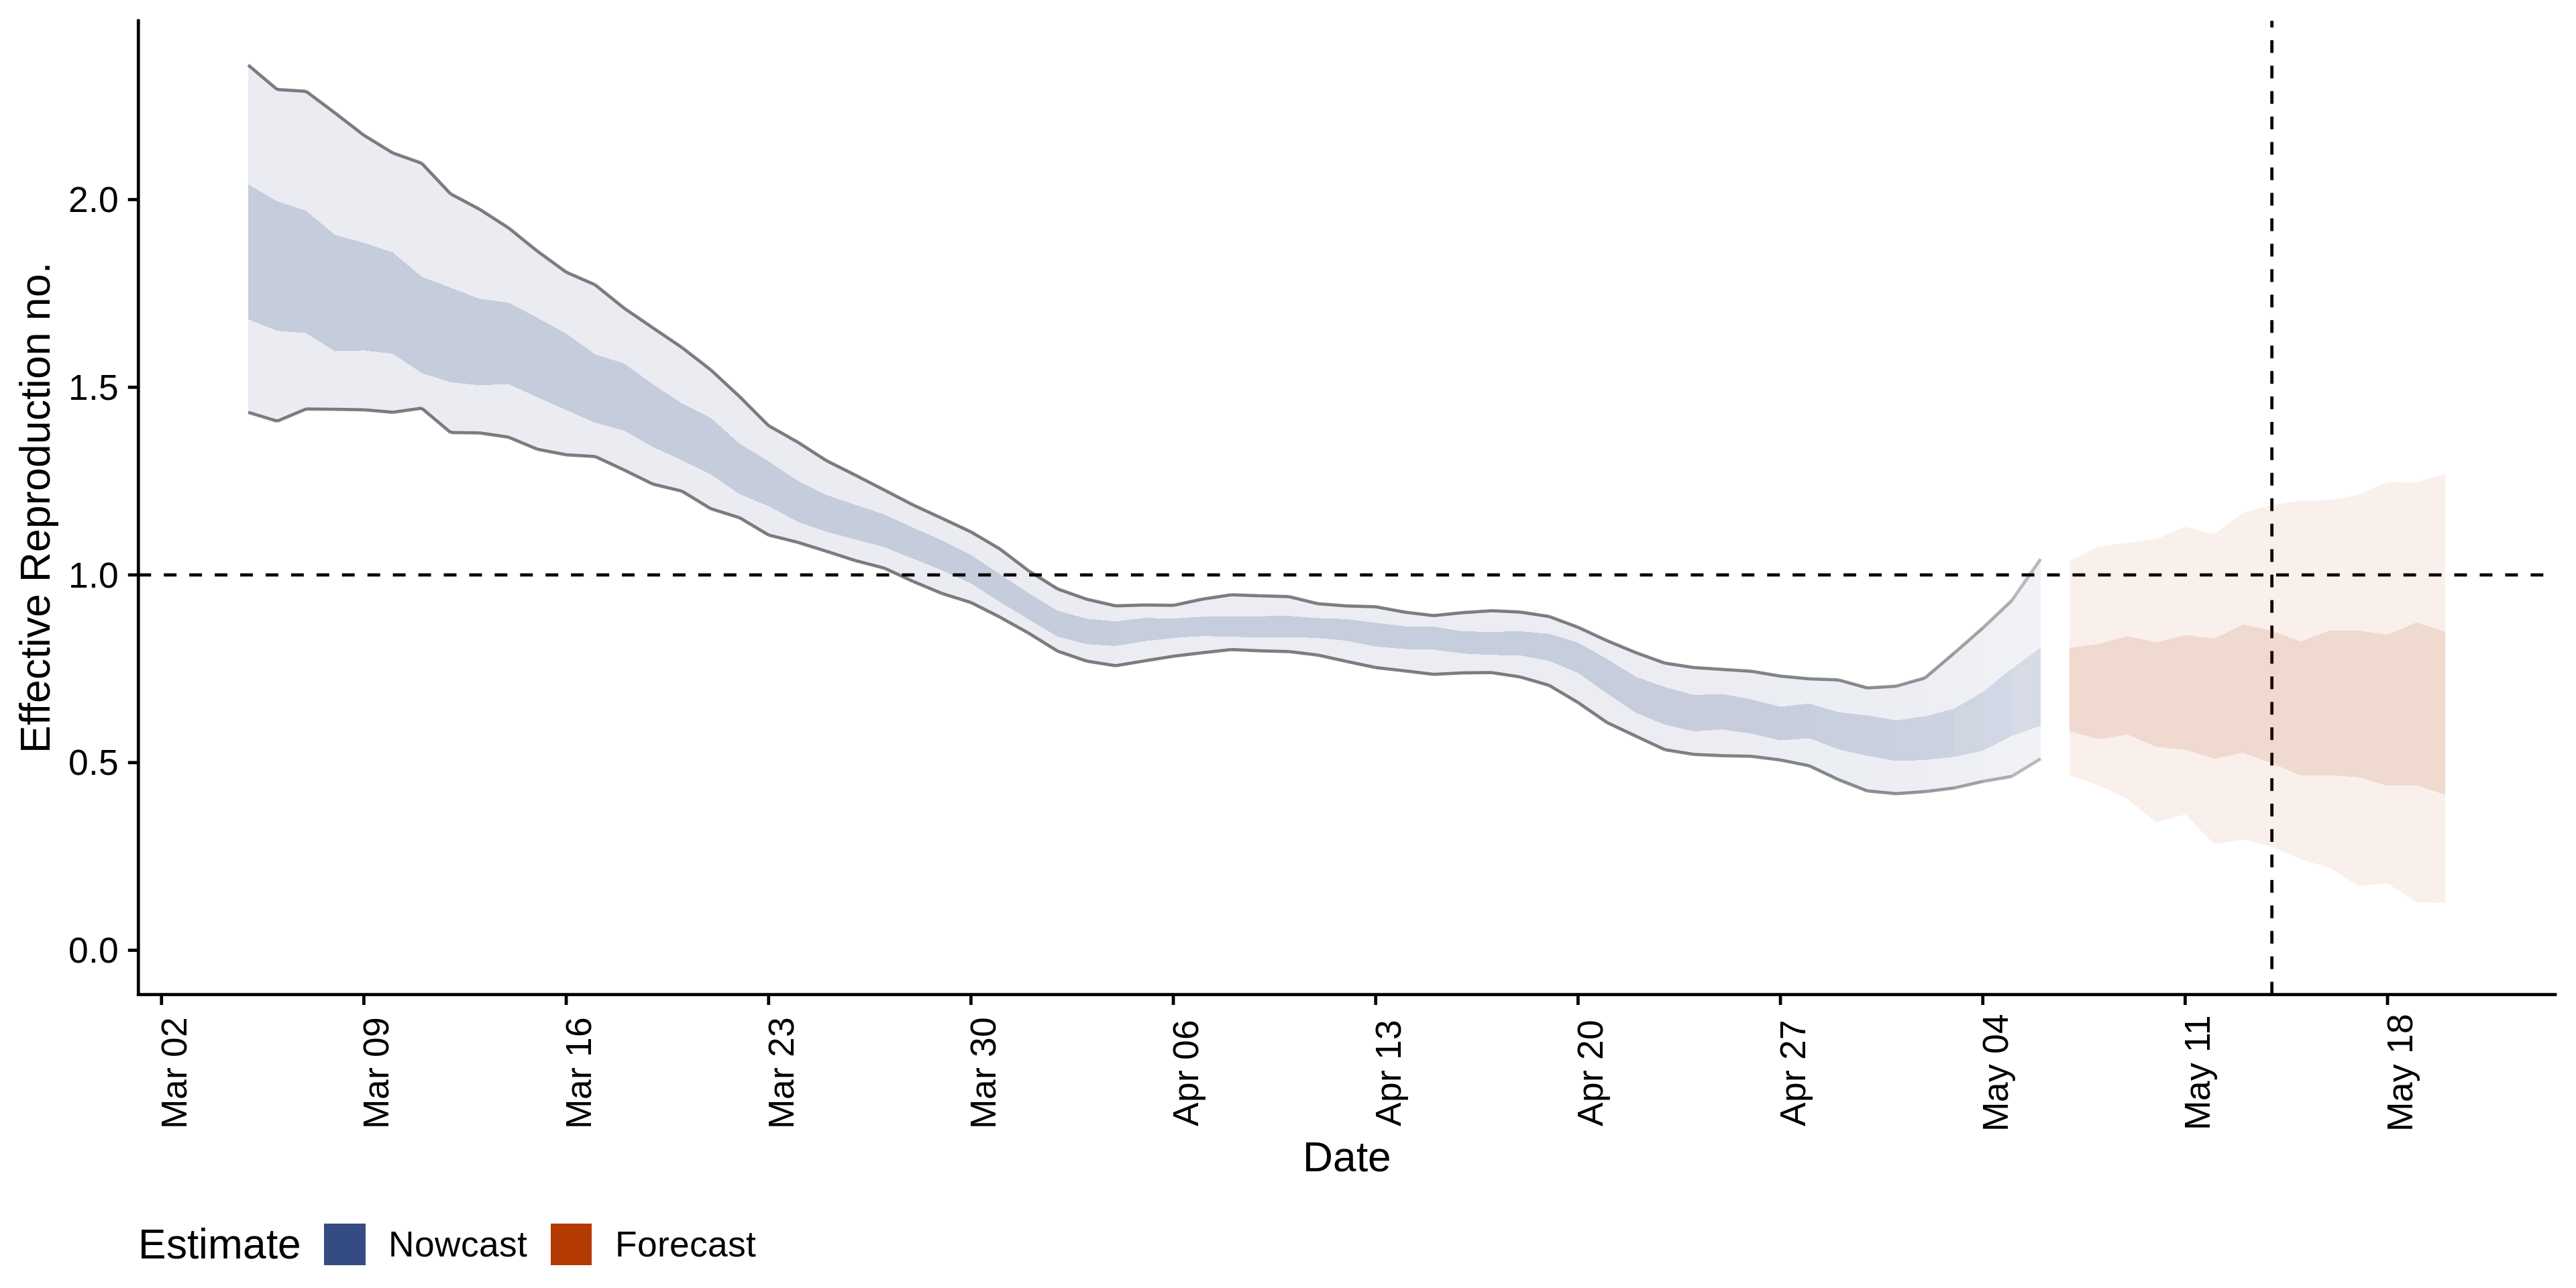 Effective Reproduction no.
2.0
1.5
1.0
0.5
0.0
Mar 02
Mar 09
Mar 16
Mar 23
Mar 30
Apr 06
Apr 13
Apr 20
Apr 27
May 04
May 11
May 18
Date
Estimate Nowcast Forecast